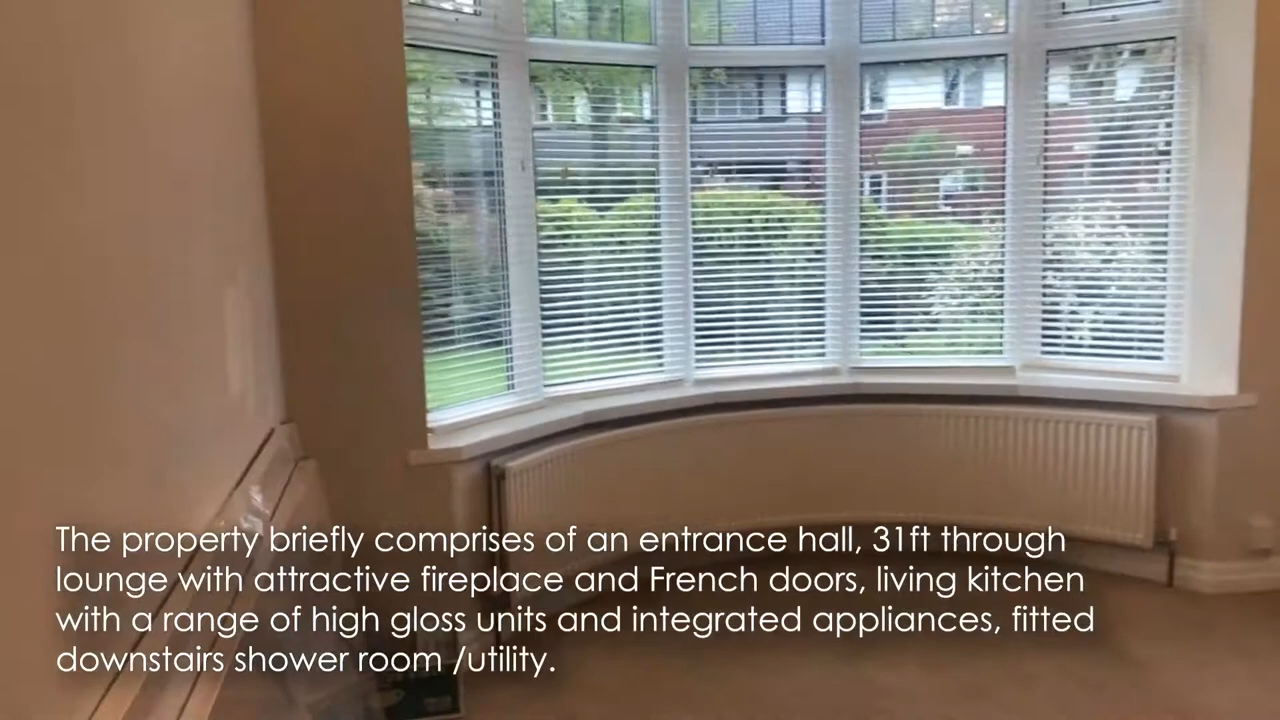 The property briefly comprises of an entrance hall, 31ft through
lounge with attractive fireplace and French doors, living kitchen
with a range of high gloss units and integrated appliances, fitted
downstairs shower room /utility.